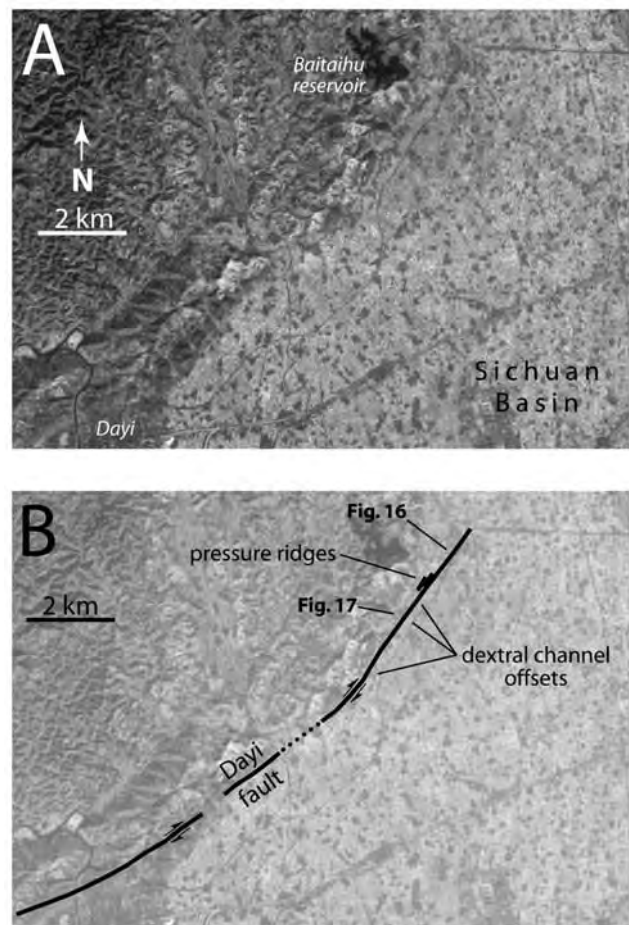 A
Baitaihu
reservoir
N
2 km
Sichuan
Basin
Dayi
B
Fig. 16
pressure ridges
2 km
Fig. 17
dextral channel
offsets
Dayi
fault